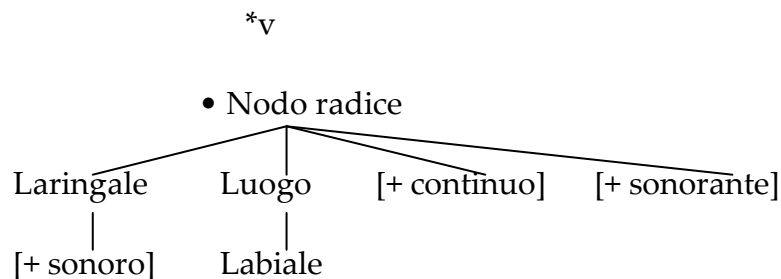 *v
• Nodo radice
Laringale Luogo [+ continuo] [+ sonorante]
[+ sonoro] Labiale